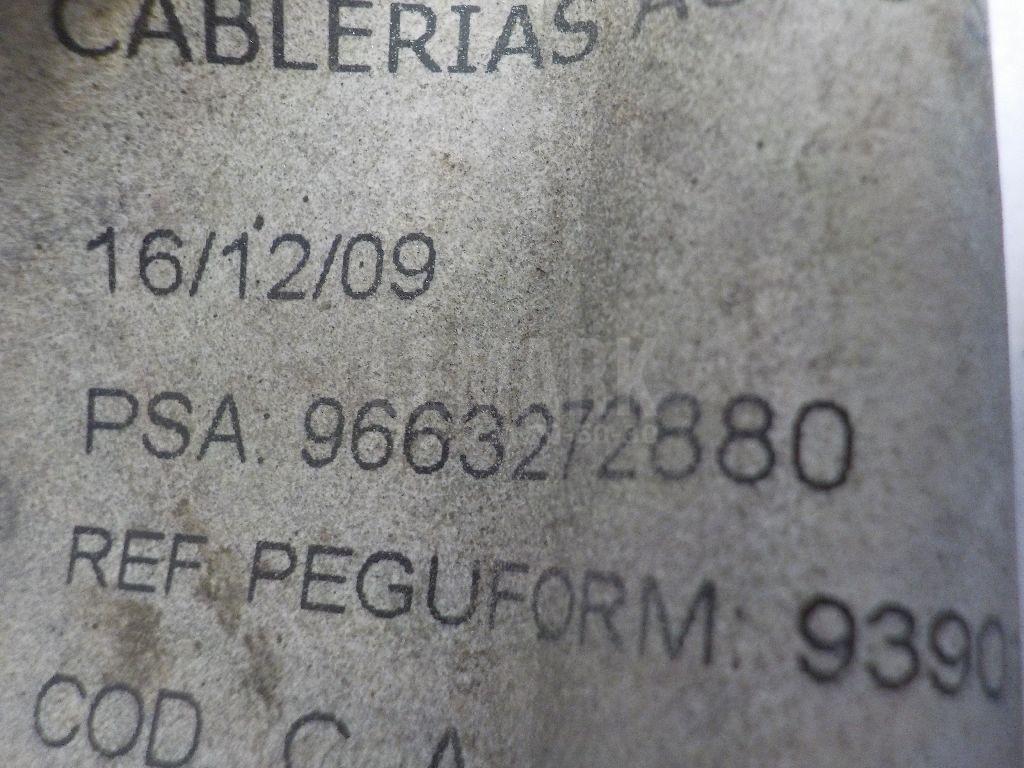 CABLERIAS
16/12/09
PSA: 9663272880
REF. PEGUFORM: 9390
COD. C.A